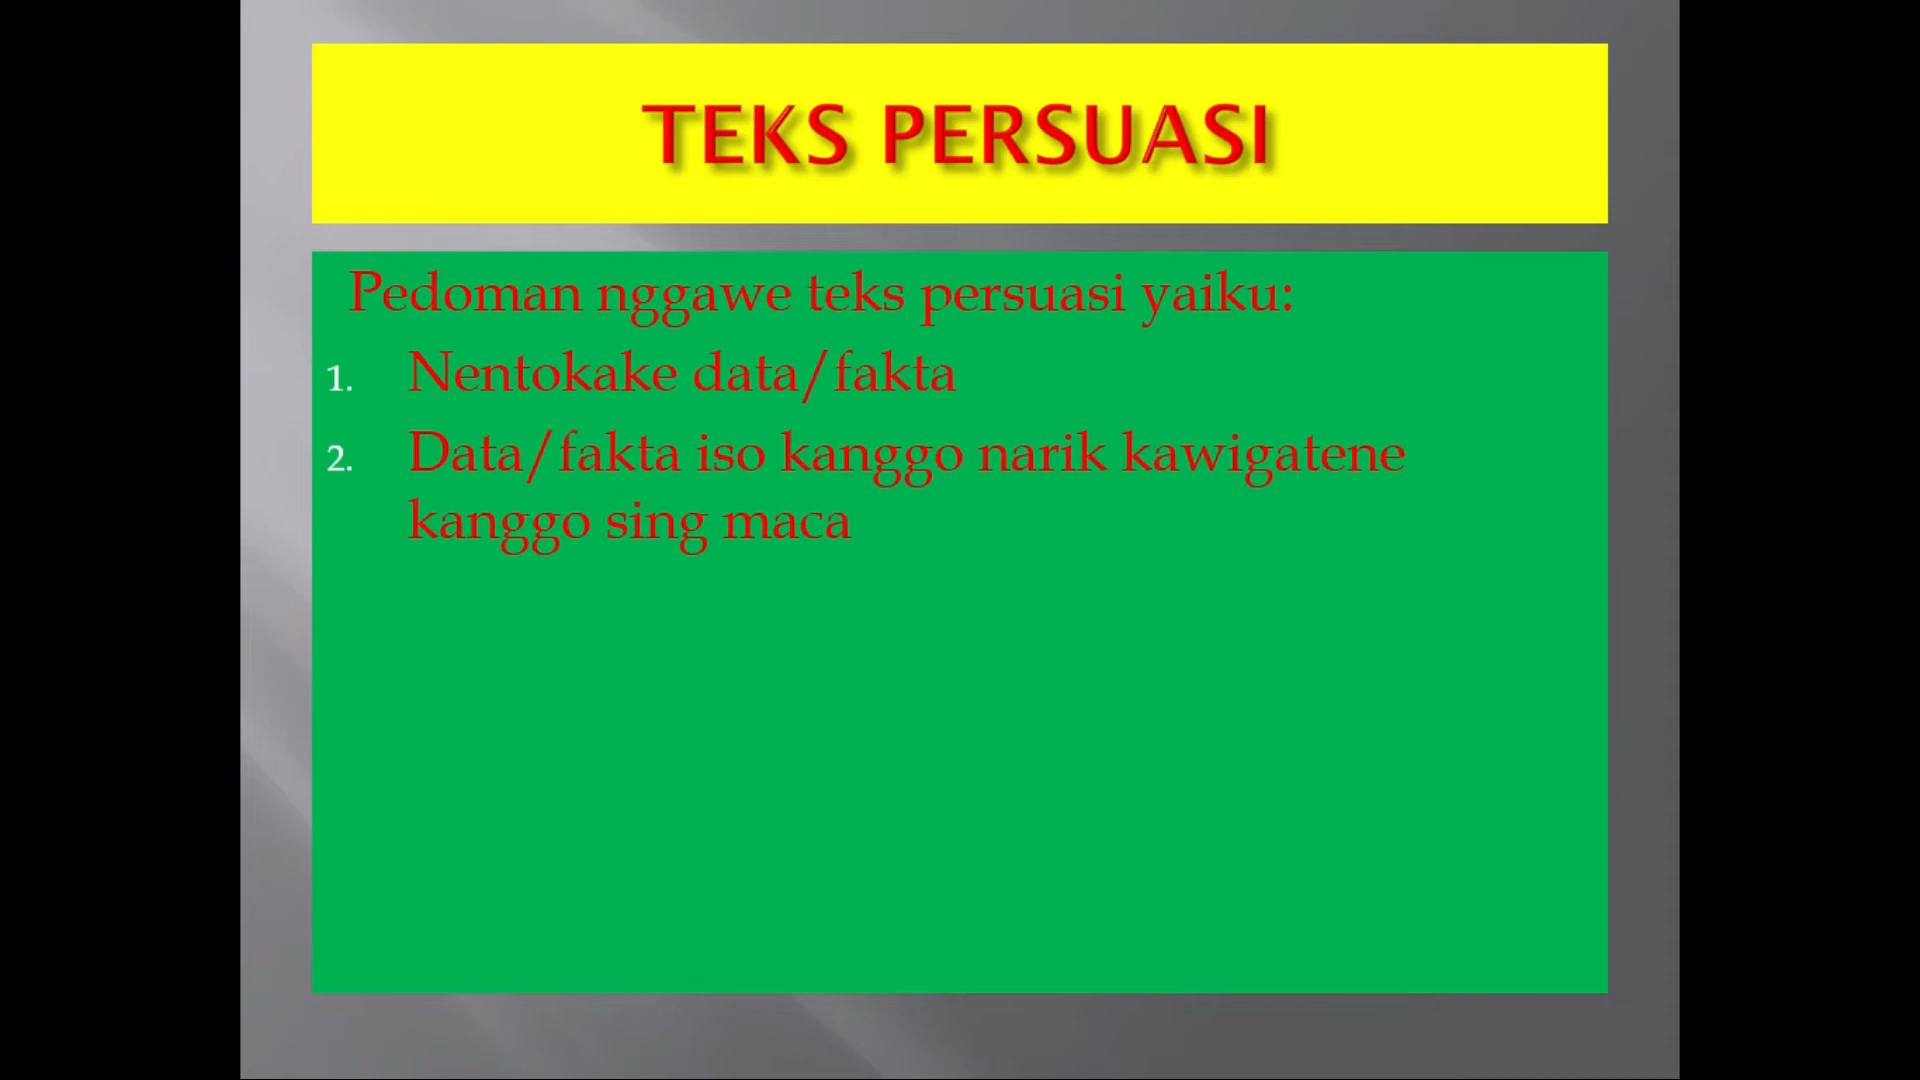 TEKS PERSUASI
Pedoman nggawe teks persuasi yaiku:
1. Nentokake data/fakta
2. Data/fakta iso kanggo narik kawigatene
kanggo sing maca